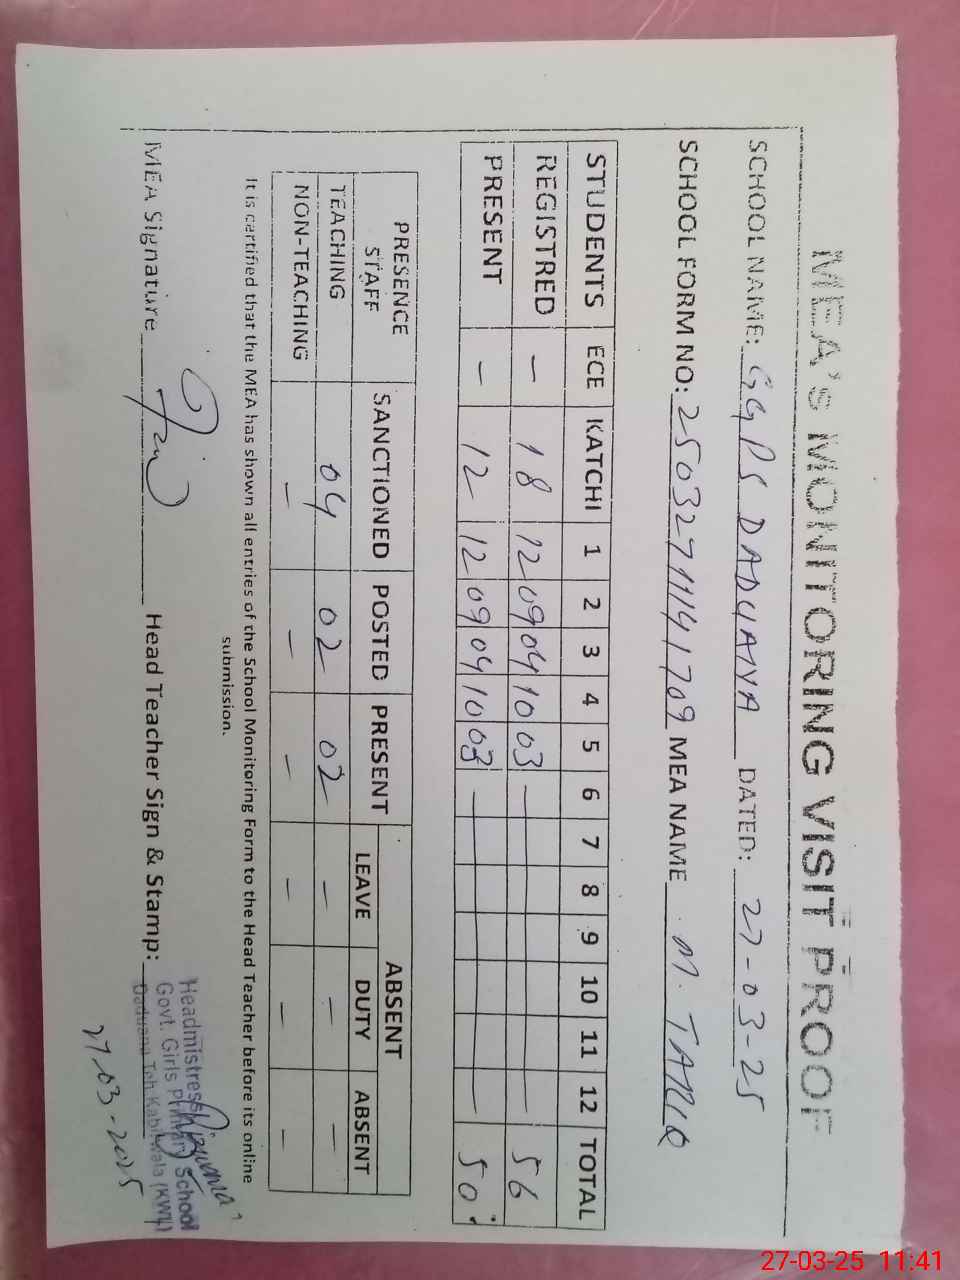 MEA's MONITORING VISIT PROOF
SCHOOL NAME: GGPS DADUANA DATED: 27-03-25
SCHOOL FORM NO: 25032711141709 MEA NAME M. TARIQ
STUDENTS ECE KATCHI 1 2 3 4 5 6 7 8 9 10 11 12 TOTAL
REGISTRED – 18 12 09 04 10 03 — 56
PRESENT – 12 12 09 04 10 03 — 50
PRESENCE STAFF SANCTIONED POSTED PRESENT ABSENT
LEAVE DUTY ABSENT
TEACHING 04 02 02 – – –
NON-TEACHING – – – – – –
It is certified that the MEA has shown all entries of the School Monitoring Form to the Head Teacher before its online
submission.
MEA Signature Head Teacher Sign & Stamp:
Headmistress
Govt. Girls Primary School
Daduana Teh: Kabirwala (KWL)
27-03-2025
27-03-25 11:41